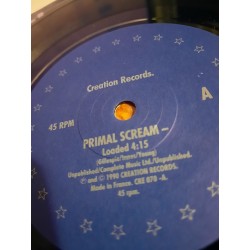 Creation Records.
45 RPM
A
PRIMAL SCREAM –
Loaded 4:15
(Gillespie/Innes/Young)
Unpublished/Complete Music Ltd./Unpublished.
℗ and © 1990 CREATION RECORDS.
Made in France. CRE 070 -A.
45 rpm.